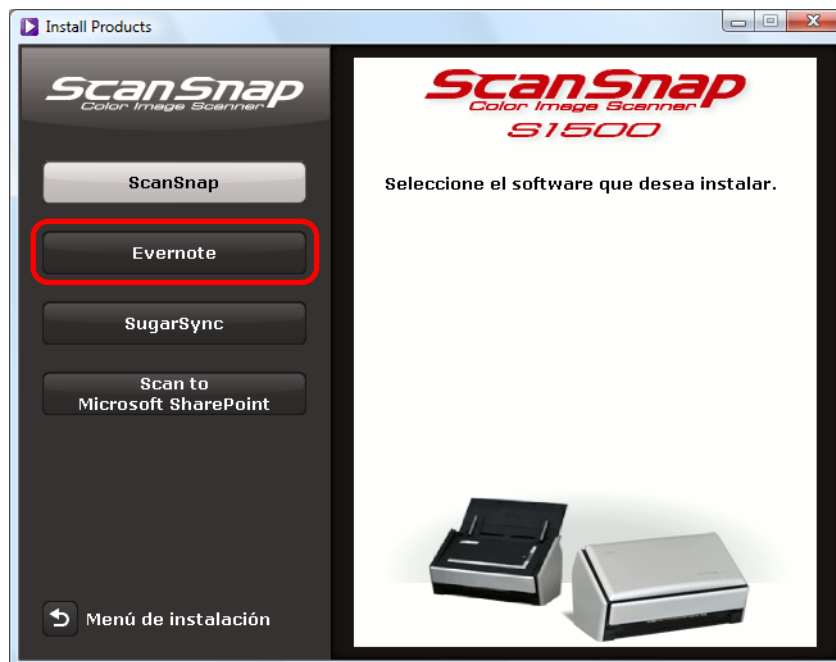 Install Products
ScanSnap
Color Image Scanner
ScanSnap
Evernote
SugarSync
Scan to
Microsoft SharePoint
Menú de instalación
ScanSnap
Color Image Scanner
S1500
Seleccione el software que desea instalar.